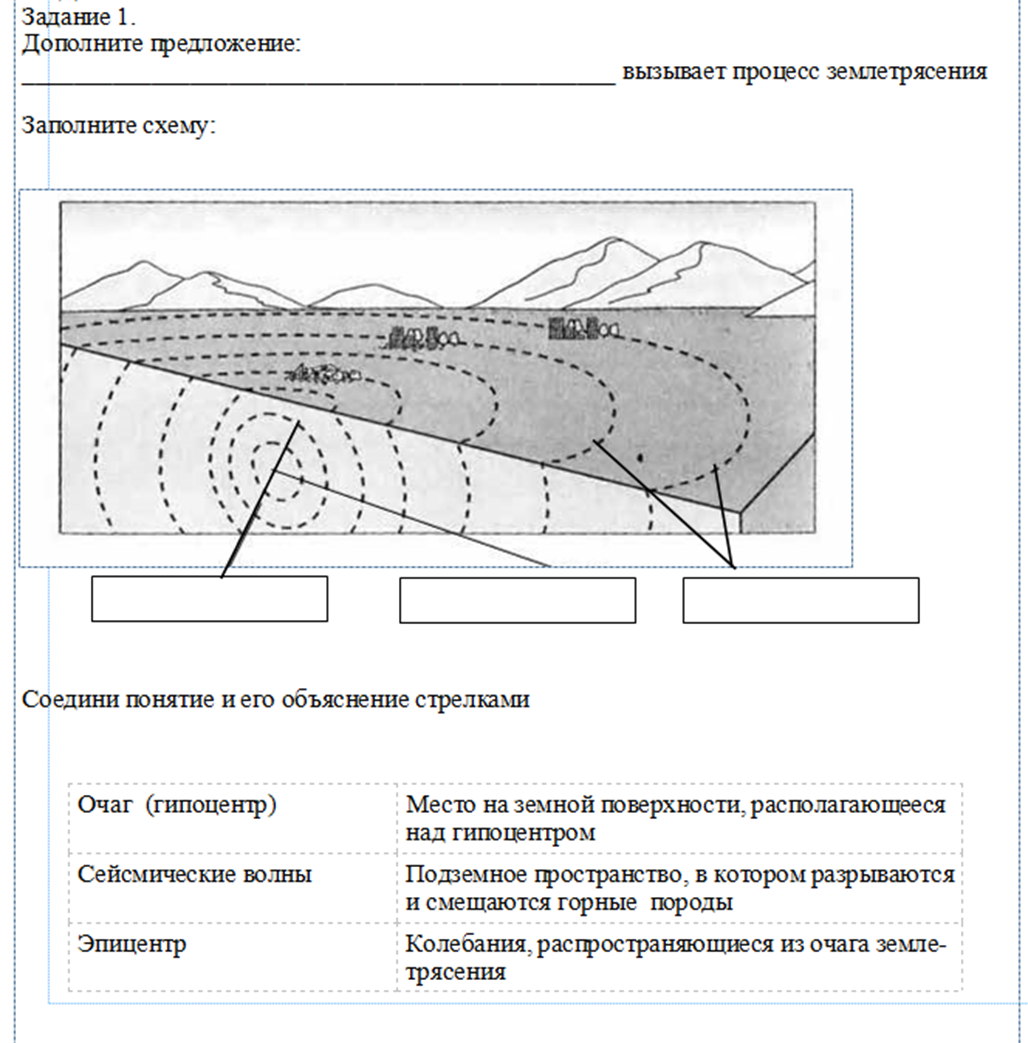 Задание 1.
Дополните предложение:
_______________________________________________ вызывает процесс землетрясения
Заполните схему:
Соедини понятие и его объяснение стрелками
Очаг (гипоцентр)
Место на земной поверхности, располагающееся
над гипоцентром
Сейсмические волны
Подземное пространство, в котором разрываются
и смещаются горные породы
Эпицентр
Колебания, распространяющиеся из очага земле-
трясения